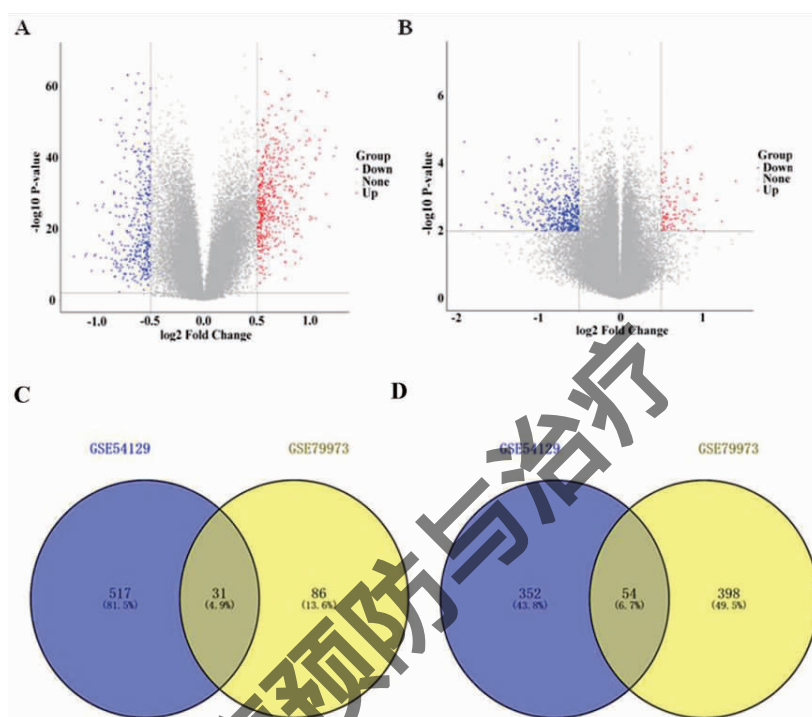 A
60
40
20
0
-log10 P-value
-1.0
-0.5
0.0
0.5
1.0
log2 Fold Change
Group
Down
None
Up
B
6
4
2
0
-log10 P-value
-2
-1
0
1
log2 Fold Change
Group
Down
None
Up
C
GSE54129
GSE79973
517
(81.5%)
31
(4.9%)
86
(13.6%)
D
GSE54129
GSE79973
352
(43.8%)
54
(6.7%)
398
(49.5%)
预防与治疗